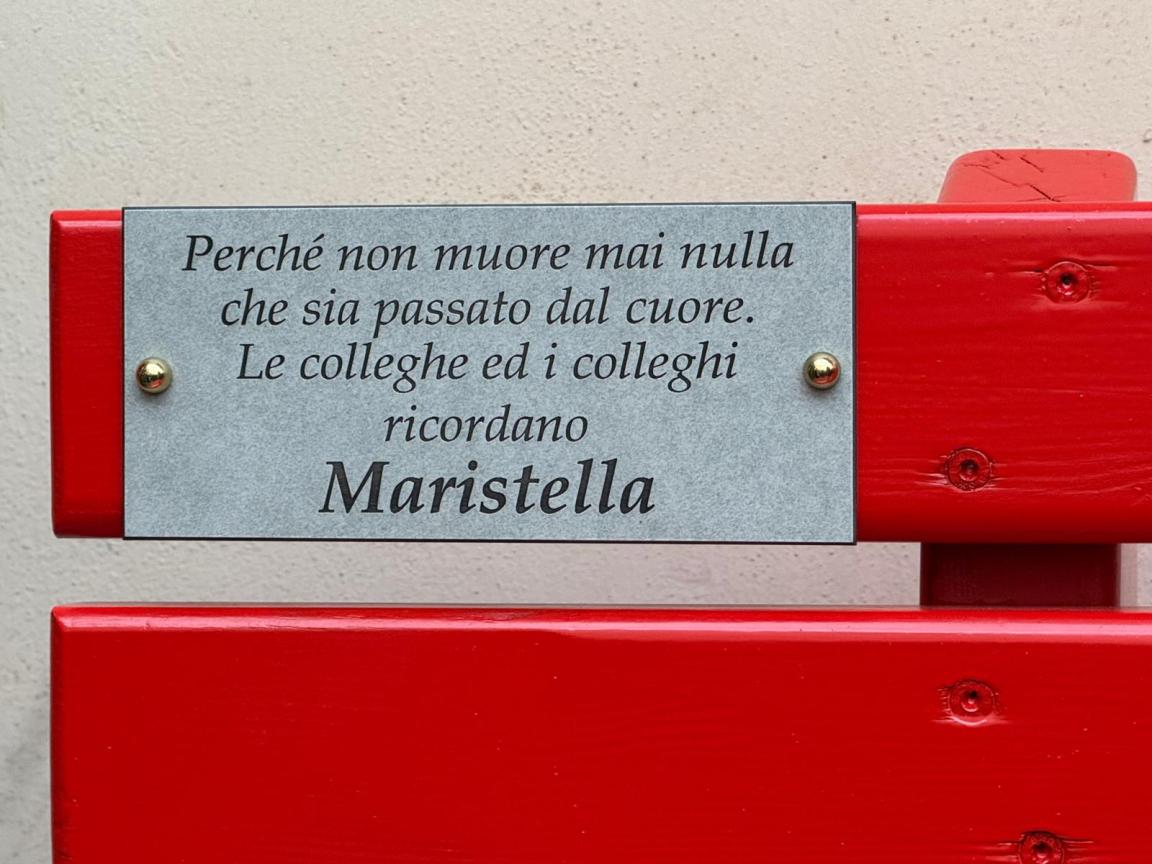 Perché non muore mai nulla
che sia passato dal cuore.
Le colleghe ed i colleghi
ricordano
Maristella